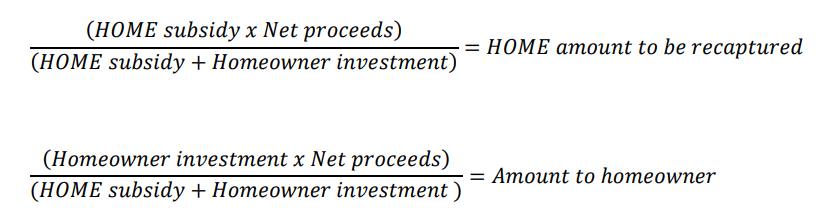 (HOME subsidy x Net proceeds)
(HOME subsidy + Homeowner investment) = HOME amount to be recaptured
(Homeowner investment x Net proceeds)
(HOME subsidy + Homeowner investment ) = Amount to homeowner